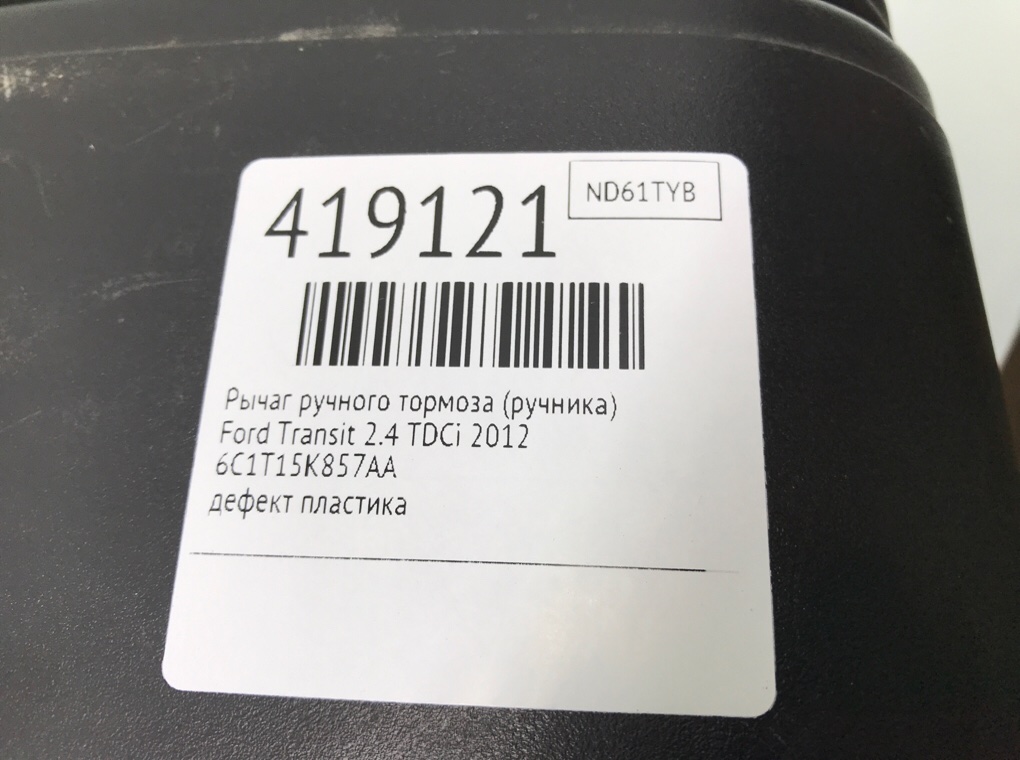 419121
ND61TYB
Рычаг ручного тормоза (ручника)
Ford Transit 2.4 TDCi 2012
6C1T15K857AA
дефект пластика